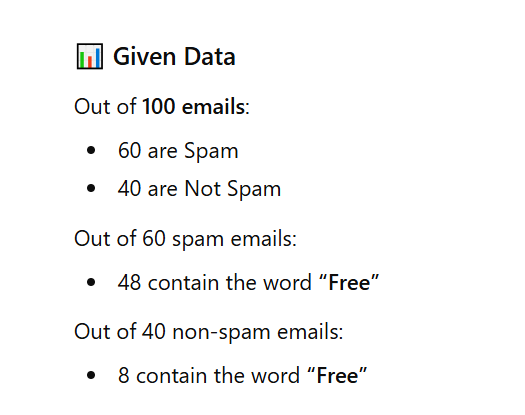 📊 Given Data
Out of 100 emails:
• 60 are Spam
• 40 are Not Spam
Out of 60 spam emails:
• 48 contain the word “Free”
Out of 40 non-spam emails:
• 8 contain the word “Free”